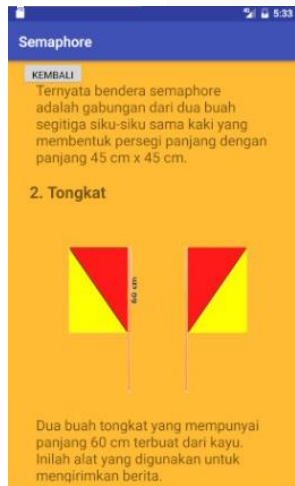 5:33
Semaphore
KEMBALI
Ternyata bendera semaphore
adalah gabungan dari dua buah
segitiga siku-siku sama kaki yang
membentuk persegi panjang dengan
panjang 45 cm x 45 cm.
2. Tongkat
60 cm
Dua buah tongkat yang mempunyai
panjang 60 cm terbuat dari kayu.
Inilah alat yang digunakan untuk
mengirimkan berita.